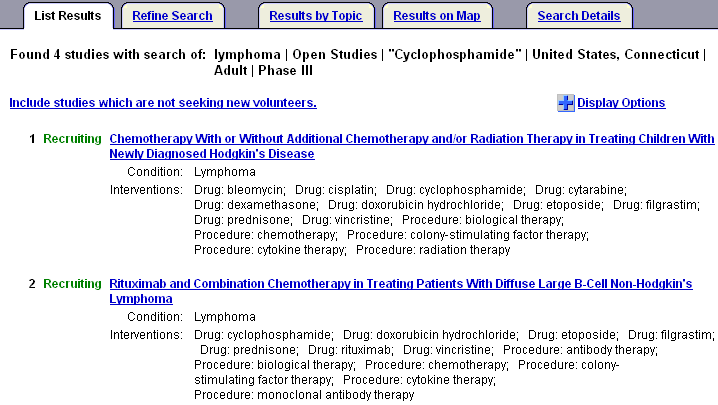 List Results Refine Search Results by Topic Results on Map Search Details
Found 4 studies with search of: lymphoma | Open Studies | "Cyclophosphamide" | United States, Connecticut |
Adult | Phase III
Include studies which are not seeking new volunteers. Display Options
1 Recruiting Chemotherapy With or Without Additional Chemotherapy and/or Radiation Therapy in Treating Children With
Newly Diagnosed Hodgkin's Disease
Condition: Lymphoma
Interventions: Drug: bleomycin; Drug: cisplatin; Drug: cyclophosphamide; Drug: cytarabine;
Drug: dexamethasone; Drug: doxorubicin hydrochloride; Drug: etoposide; Drug: filgrastim;
Drug: prednisone; Drug: vincristine; Procedure: biological therapy;
Procedure: chemotherapy; Procedure: colony-stimulating factor therapy;
Procedure: cytokine therapy; Procedure: radiation therapy
2 Recruiting Rituximab and Combination Chemotherapy in Treating Patients With Diffuse Large B-Cell Non-Hodgkin's
Lymphoma
Condition: Lymphoma
Interventions: Drug: cyclophosphamide; Drug: doxorubicin hydrochloride; Drug: etoposide; Drug: filgrastim;
Drug: prednisone; Drug: rituximab; Drug: vincristine; Procedure: antibody therapy;
Procedure: biological therapy; Procedure: chemotherapy; Procedure: colony-
stimulating factor therapy; Procedure: cytokine therapy;
Procedure: monoclonal antibody therapy